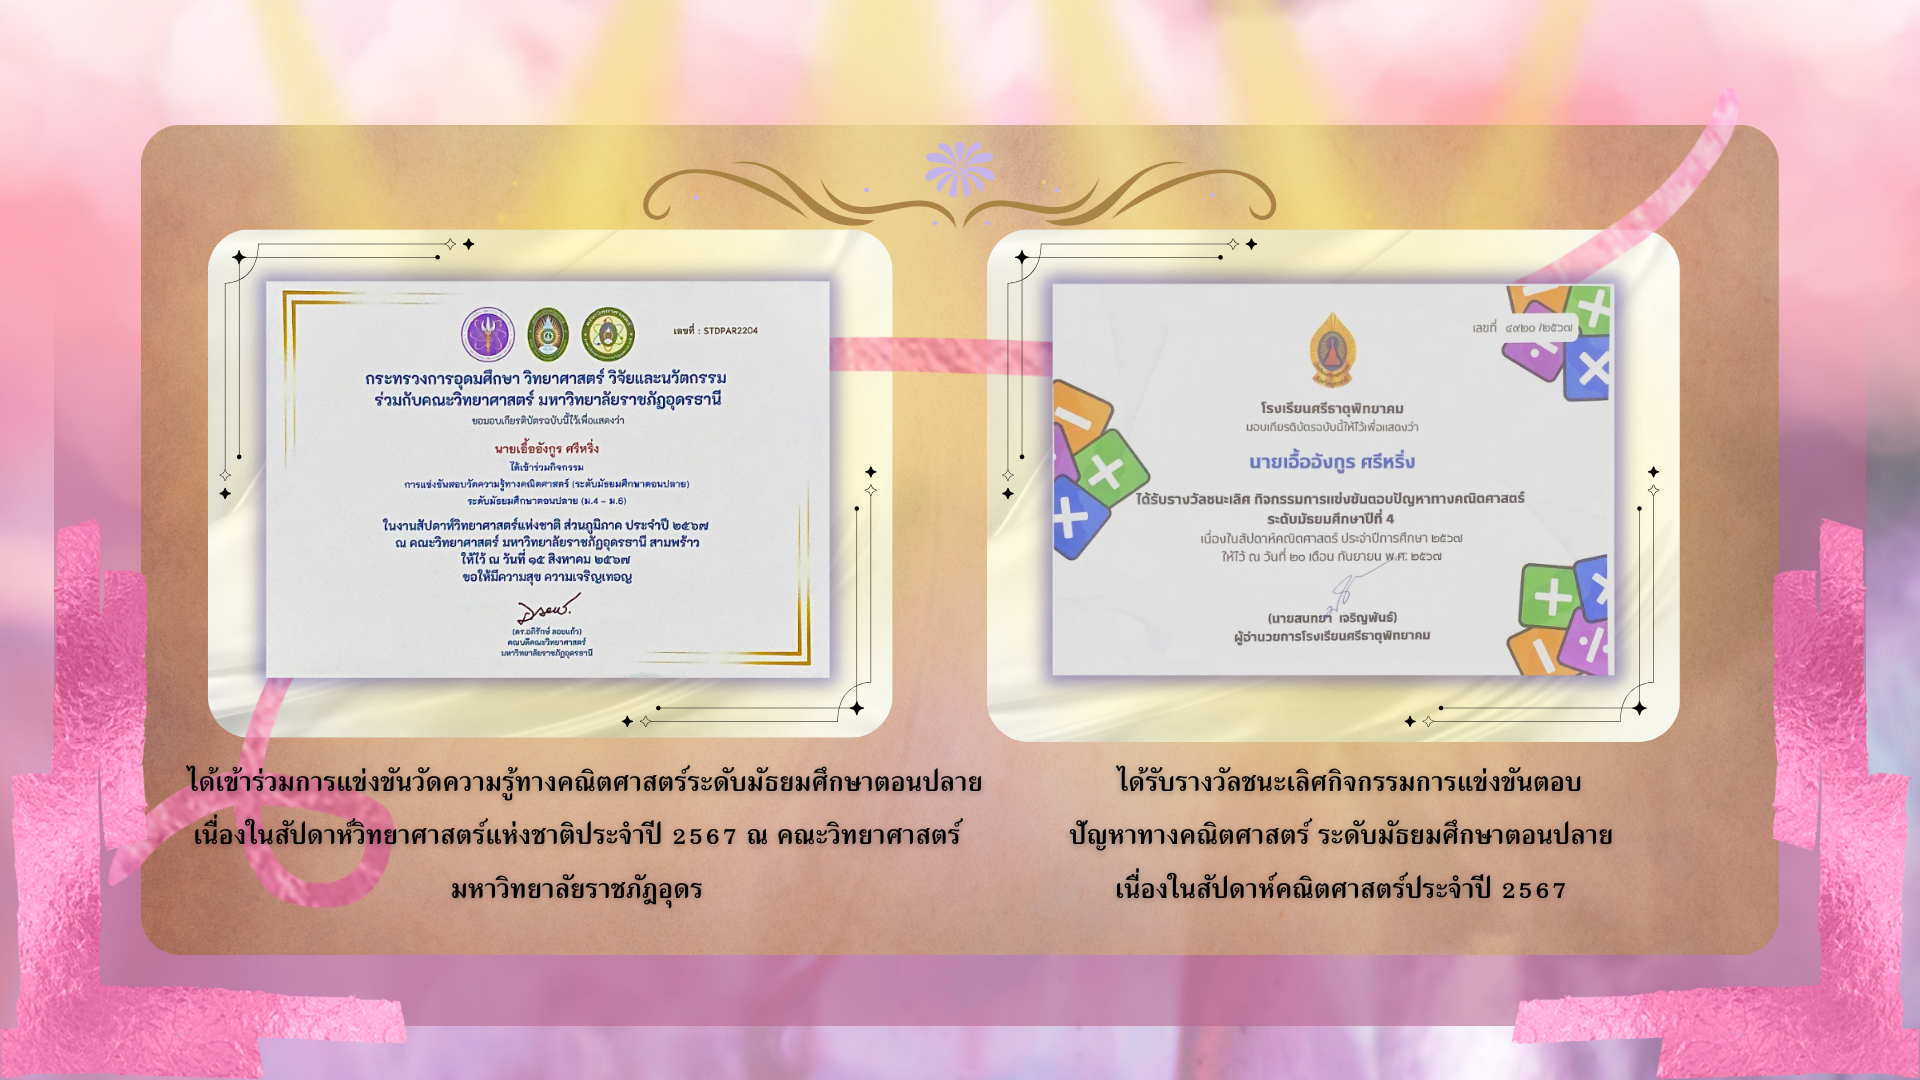 เลขที่ : STDPAR2204
กระทรวงการอุดมศึกษา วิทยาศาสตร์ วิจัยและนวัตกรรม
ร่วมกับคณะวิทยาศาสตร์ มหาวิทยาลัยราชภัฏอุดรธานี
ขอมอบเกียรติบัตรฉบับนี้ไว้เพื่อแสดงว่า
นายเอื้ออังกูร ศรีหริ่ง
ได้เข้าร่วมกิจกรรม
การแข่งขันสอบวัดความรู้ทางคณิตศาสตร์ (ระดับมัธยมศึกษาตอนปลาย)
ระดับมัธยมศึกษาตอนปลาย (ม.4 - ม.6)
ในงานสัปดาห์วิทยาศาสตร์แห่งชาติ ส่วนภูมิภาค ประจำปี ๒๕๖๗
ณ คณะวิทยาศาสตร์ มหาวิทยาลัยราชภัฏอุดรธานี สามพร้าว
ให้ไว้ ณ วันที่ ๑๕ สิงหาคม ๒๕๖๗
ขอให้มีความสุข ความเจริญเทอญ
(ดร.อภิรักษ์ ลอยแก้ว)
คณบดีคณะวิทยาศาสตร์
มหาวิทยาลัยราชภัฏอุดรธานี
เลขที่ ๔๙๒๐ /๒๕๖๗
โรงเรียนศรีธาตุพิทยาคม
มอบเกียรติบัตรฉบับนี้ให้ไว้เพื่อแสดงว่า
นายเอื้ออังกูร ศรีหริ่ง
ได้รับรางวัลชนะเลิศ กิจกรรมการแข่งขันตอบปัญหาทางคณิตศาสตร์
ระดับมัธยมศึกษาปีที่ 4
เนื่องในสัปดาห์คณิตศาสตร์ ประจำปีการศึกษา ๒๕๖๗
ให้ไว้ ณ วันที่ ๒๐ เดือน กันยายน พ.ศ. ๒๕๖๗
(นายสนทยา เจริญพันธ์)
ผู้อำนวยการโรงเรียนศรีธาตุพิทยาคม
ได้เข้าร่วมการแข่งขันวัดความรู้ทางคณิตศาสตร์ระดับมัธยมศึกษาตอนปลาย
เนื่องในสัปดาห์วิทยาศาสตร์แห่งชาติประจำปี 2567 ณ คณะวิทยาศาสตร์
มหาวิทยาลัยราชภัฎอุดร
ได้รับรางวัลชนะเลิศกิจกรรมการแข่งขันตอบ
ปัญหาทางคณิตศาสตร์ ระดับมัธยมศึกษาตอนปลาย
เนื่องในสัปดาห์คณิตศาสตร์ประจำปี 2567